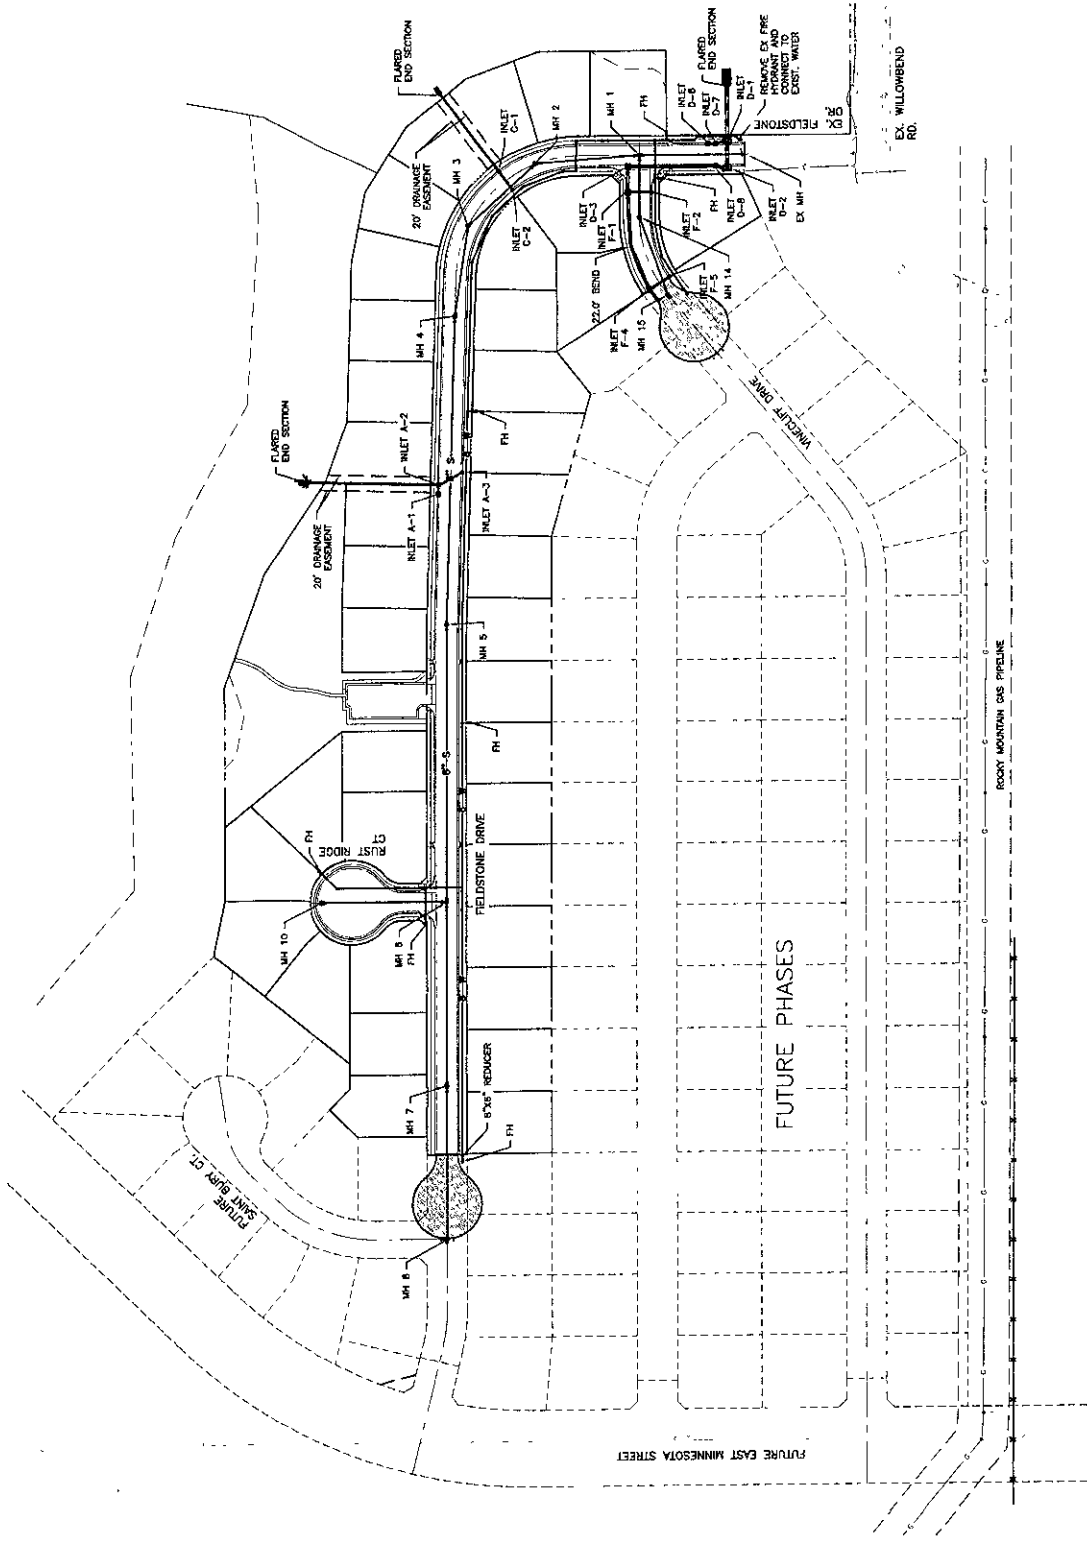 FLARED
END SECTION
20' DRAINAGE
EASEMENT
INLET
C-1
MH 2
MH 3
INLET
C-2
MH 1
FH
INLET
D-6
INLET
D-7
FLARED
END SECTION
INLET
D-1
REMOVE EX FIRE
HYDRANT AND
CONNECT TO
EXIST. WATER
EX. FIELDSTONE
DR.
EX. WILLOWBEND
RD.
INLET
D-3
INLET
F-1
22.0' BEND
INLET
F-4
MH 15
INLET
F-2
FH
INLET
D-8
INLET
D-2
EX MH
INLET
F-5
MH 14
VINECLIFF DRIVE
MH 4
FLARED
END SECTION
INLET A-2
FH
S
20' DRAINAGE
EASEMENT
INLET A-1
INLET A-3
MH 5
FH
8"-S
ROCKY MOUNTAIN GAS PIPELINE
FH
RUST RIDGE
CT
FIELDSTONE DRIVE
MH 10
MH 6
FH
FUTURE PHASES
MH 7
8"X6" REDUCER
FH
FUTURE
SAINT BURY CT.
MH 8
FUTURE EAST MINNESOTA STREET
G
G
G
G
G
G
G
G
G